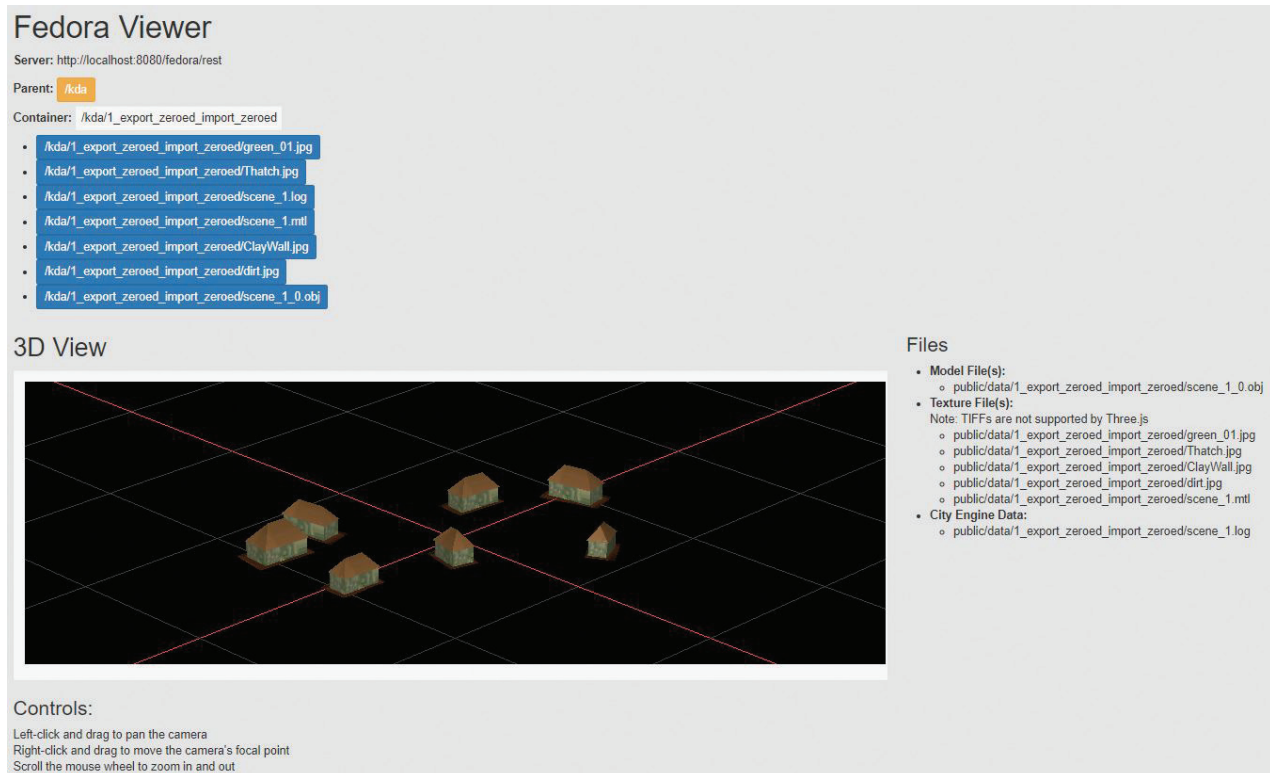 Fedora Viewer
Server: http://localhost:8080/fedora/rest
Parent: /kda
Container: /kda/1_export_zeroed_import_zeroed
/kda/1_export_zeroed_import_zeroed/green_01.jpg
/kda/1_export_zeroed_import_zeroed/Thatch.jpg
/kda/1_export_zeroed_import_zeroed/scene_1.log
/kda/1_export_zeroed_import_zeroed/scene_1.mtl
/kda/1_export_zeroed_import_zeroed/ClayWall.jpg
/kda/1_export_zeroed_import_zeroed/dirt.jpg
/kda/1_export_zeroed_import_zeroed/scene_1_0.obj
3D View
Files
Model File(s):
public/data/1_export_zeroed_import_zeroed/scene_1_0.obj
Texture File(s):
Note: TIFFs are not supported by Three.js
public/data/1_export_zeroed_import_zeroed/green_01.jpg
public/data/1_export_zeroed_import_zeroed/Thatch.jpg
public/data/1_export_zeroed_import_zeroed/ClayWall.jpg
public/data/1_export_zeroed_import_zeroed/dirt.jpg
public/data/1_export_zeroed_import_zeroed/scene_1.mtl
City Engine Data:
public/data/1_export_zeroed_import_zeroed/scene_1.log
Controls:
Left-click and drag to pan the camera
Right-click and drag to move the camera's focal point
Scroll the mouse wheel to zoom in and out